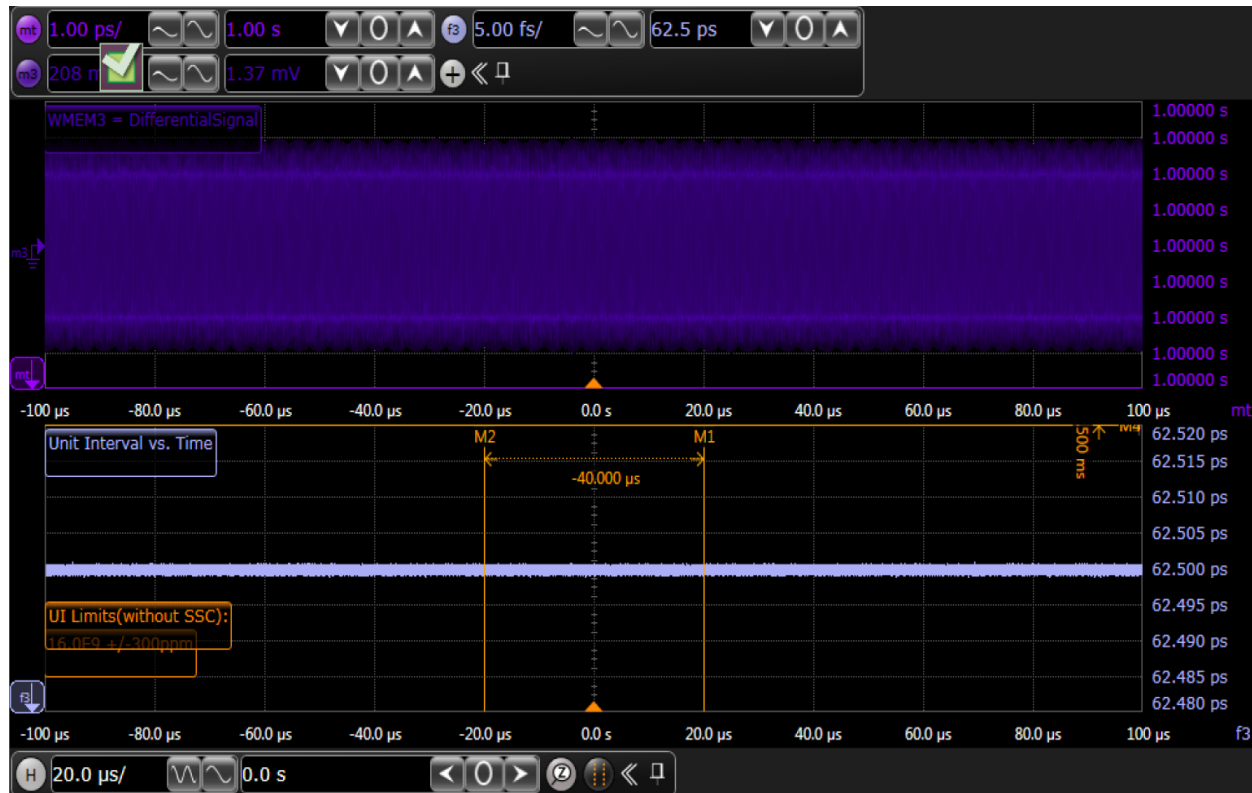 mt 1.00 ps/ 1.00 s f3 5.00 fs/ 62.5 ps
m3 208 1.37 mV
WMEM3 = DifferentialSignal
1.00000 s
1.00000 s
1.00000 s
1.00000 s
1.00000 s
1.00000 s
1.00000 s
1.00000 s
1.00000 s
m3
mt
-100 µs -80.0 µs -60.0 µs -40.0 µs -20.0 µs 0.0 s 20.0 µs 40.0 µs 60.0 µs 80.0 µs 100 µs mt
Unit Interval vs. Time
M2 M1 M4
-40.000 µs
500 ms
62.520 ps
62.515 ps
62.510 ps
62.505 ps
62.500 ps
62.495 ps
62.490 ps
62.485 ps
62.480 ps
UI Limits(without SSC):
16.0E9 +/-300ppm
f3
-100 µs -80.0 µs -60.0 µs -40.0 µs -20.0 µs 0.0 s 20.0 µs 40.0 µs 60.0 µs 80.0 µs 100 µs f3
H 20.0 µs/ 0.0 s Z